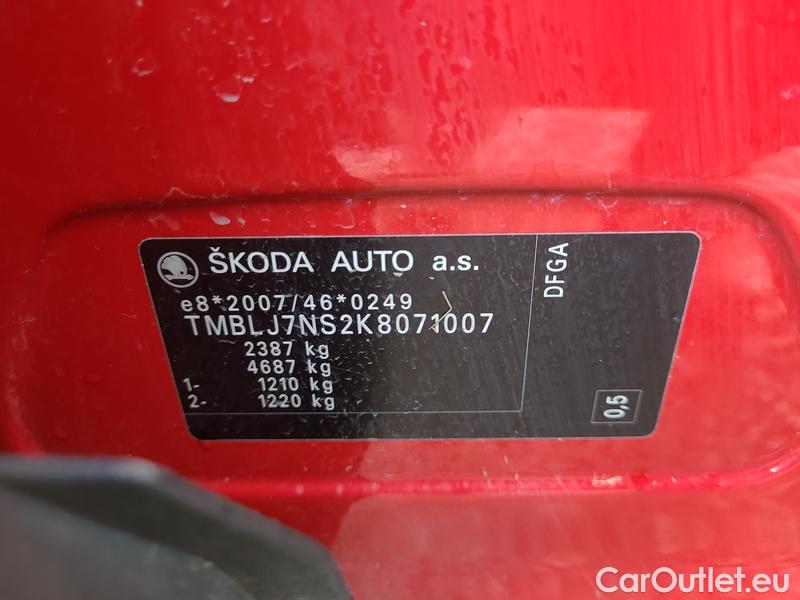 ŠKODA AUTO a.s.
e8*2007/46*0249
TMBLJ7NS2K8071007
2387 kg
4687 kg
1- 1210 kg
2- 1220 kg
DFGA
0,5
CarOutlet.eu